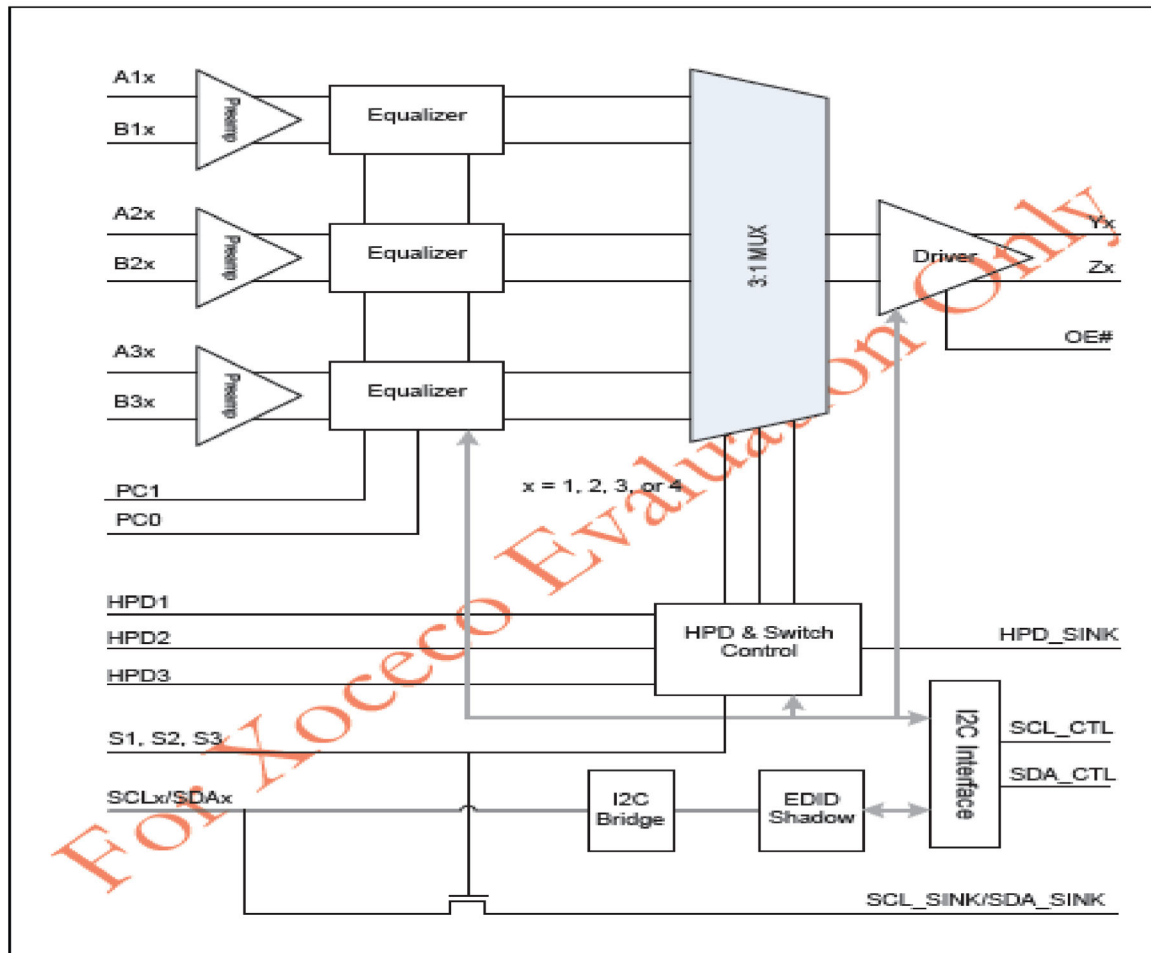 A1x
Preamp
Equalizer
B1x
A2x
Preamp
Equalizer
B2x
3:1 MUX
Driver
Yx
Zx
OE#
A3x
Preamp
Equalizer
B3x
PC1
PC0
x = 1, 2, 3, or 4
HPD1
HPD2
HPD3
HPD & Switch
Control
HPD_SINK
S1, S2, S3
I2C Interface
SCL_CTL
SDA_CTL
SCLx/SDAx
I2C
Bridge
EDID
Shadow
SCL_SINK/SDA_SINK
For Xoceco Evaluation Only